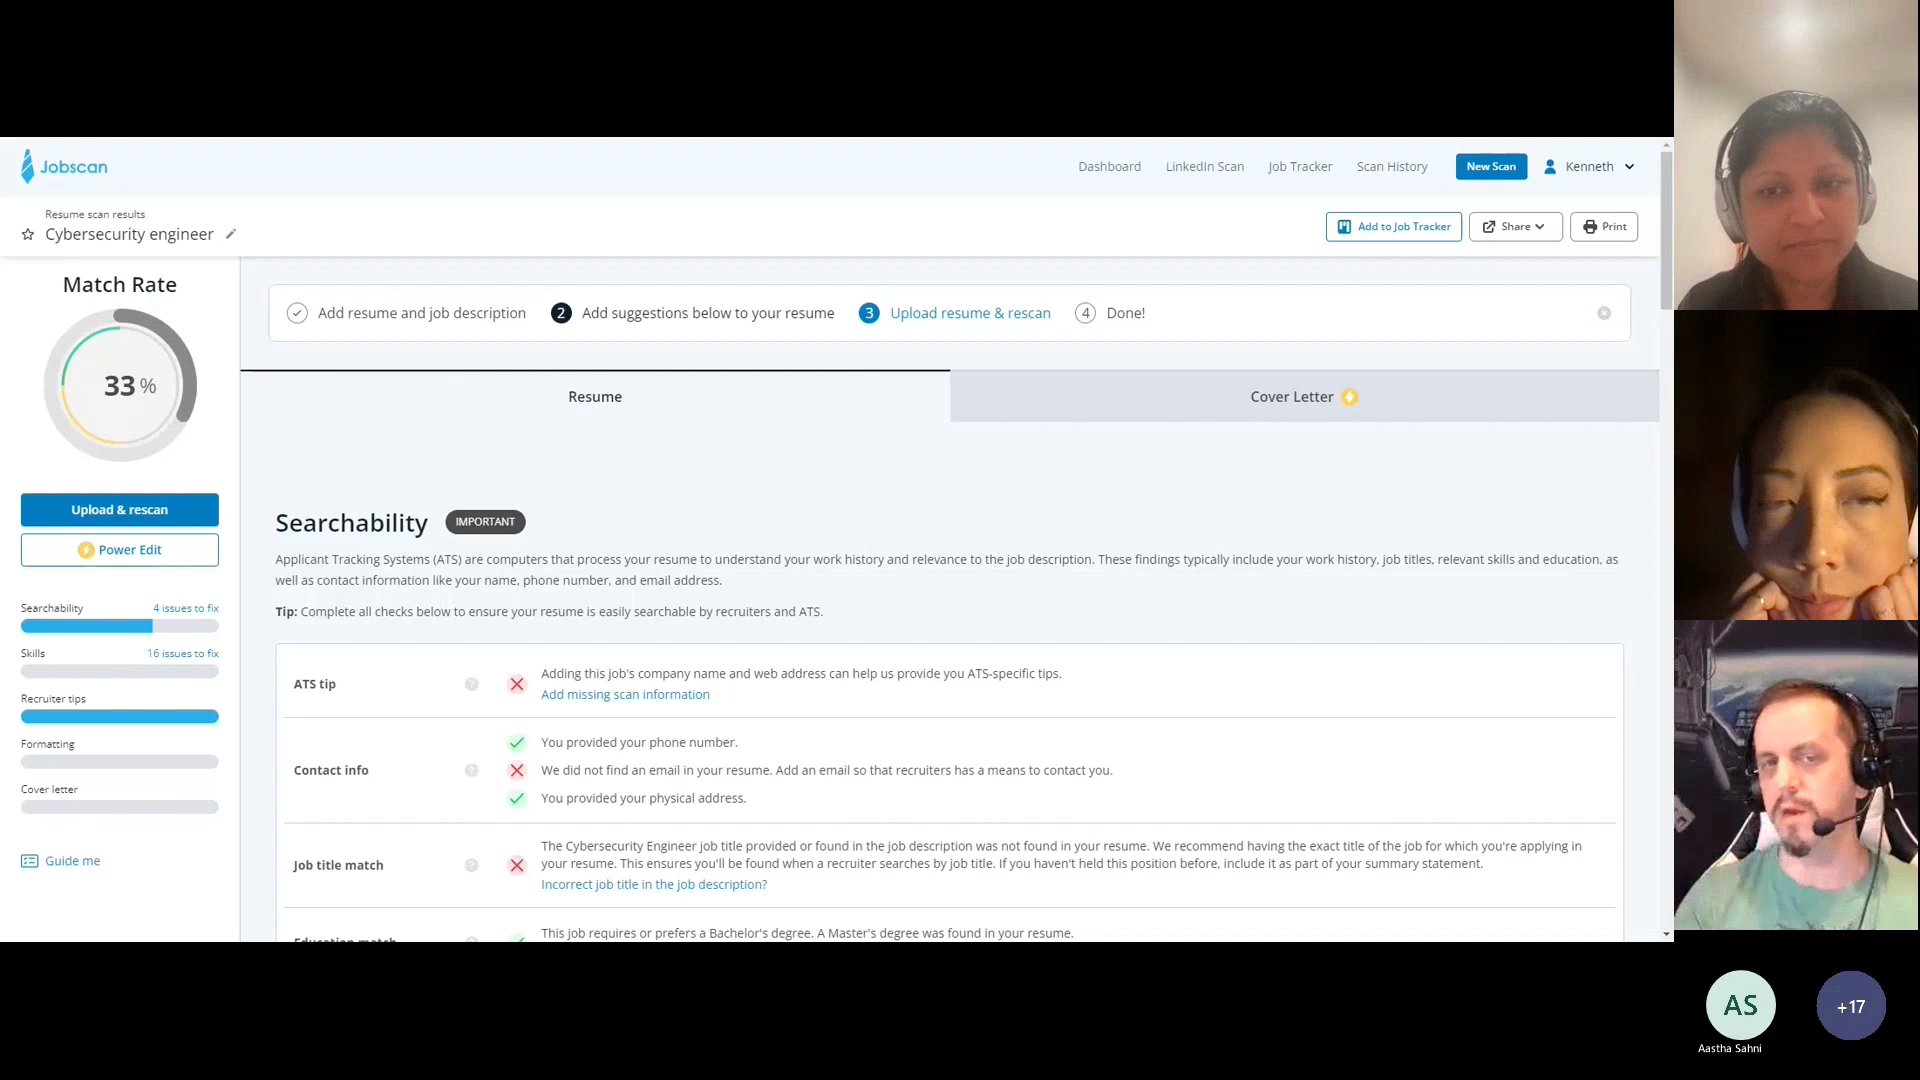 Jobscan
Dashboard
LinkedIn Scan
Job Tracker
Scan History
New Scan
Kenneth
Resume scan results
Cybersecurity engineer
Add to Job Tracker
Share
Print
Match Rate
33 %
Upload & rescan
Power Edit
Searchability
4 issues to fix
Skills
16 issues to fix
Recruiter tips
Formatting
Cover letter
Guide me
Add resume and job description
2 Add suggestions below to your resume
3 Upload resume & rescan
4 Done!
Resume
Cover Letter
Searchability IMPORTANT
Applicant Tracking Systems (ATS) are computers that process your resume to understand your work history and relevance to the job description. These findings typically include your work history, job titles, relevant skills and education, as
well as contact information like your name, phone number, and email address.
Tip: Complete all checks below to ensure your resume is easily searchable by recruiters and ATS.
ATS tip
?
Adding this job's company name and web address can help us provide you ATS-specific tips.
Add missing scan information
Contact info
?
You provided your phone number.
We did not find an email in your resume. Add an email so that recruiters has a means to contact you.
You provided your physical address.
Job title match
?
The Cybersecurity Engineer job title provided or found in the job description was not found in your resume. We recommend having the exact title of the job for which you're applying in
your resume. This ensures you'll be found when a recruiter searches by job title. If you haven't held this position before, include it as part of your summary statement.
Incorrect job title in the job description?
Education match
This job requires or prefers a Bachelor's degree. A Master's degree was found in your resume.
AS
Aastha Sahni
+17